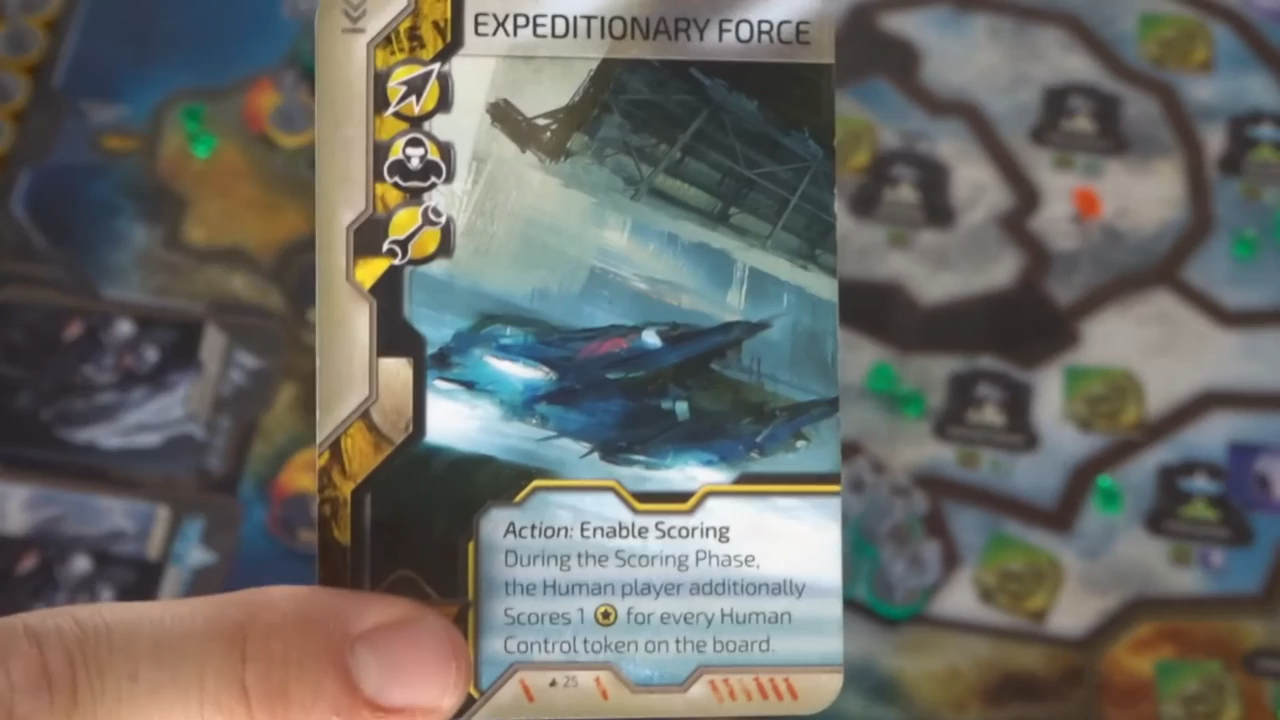 EXPEDITIONARY FORCE
Action: Enable Scoring
During the Scoring Phase,
the Human player additionally
Scores 1 for every Human
Control token on the board.
25